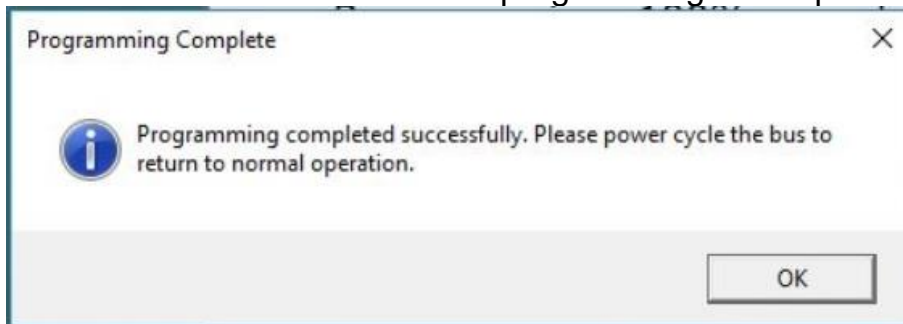 Programming Complete
Programming completed successfully. Please power cycle the bus to
return to normal operation.
OK